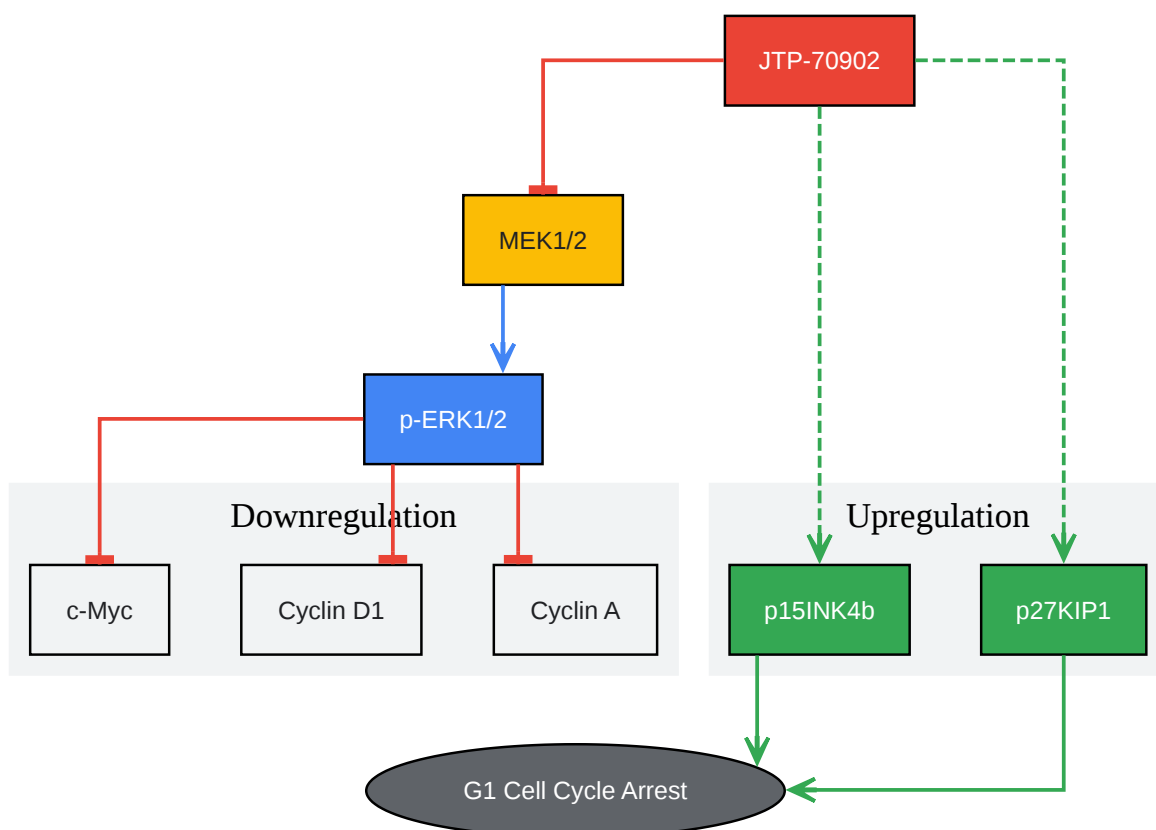 JTP-70902
MEK1/2
p-ERK1/2
Downregulation
Upregulation
c-Myc
Cyclin D1
Cyclin A
p15INK4b
p27KIP1
G1 Cell Cycle Arrest